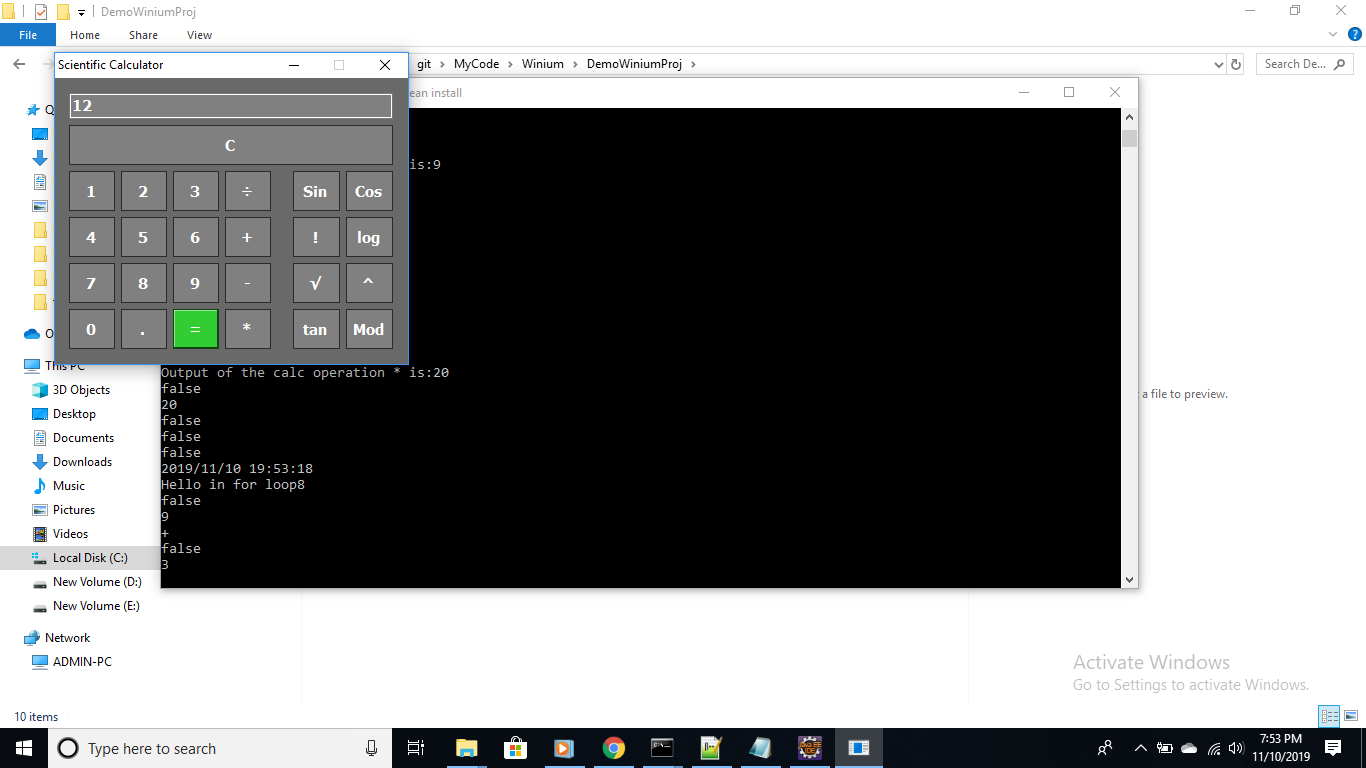 DemoWiniumProj
File Home Share View
Scientific Calculator
git MyCode Winium DemoWiniumProj
Search De...
ean install
12
C
1 2 3 ÷ Sin Cos
4 5 6 + ! log
7 8 9 - √ ^
0 . = * tan Mod
is:9
Output of the calc operation * is:20
false
20
false
false
false
2019/11/10 19:53:18
Hello in for loop8
false
9
+
false
3
This PC
3D Objects
Desktop
Documents
Downloads
Music
Pictures
Videos
Local Disk (C:)
New Volume (D:)
New Volume (E:)
Network
ADMIN-PC
a file to preview.
Activate Windows
Go to Settings to activate Windows.
10 items
Type here to search
7:53 PM
11/10/2019